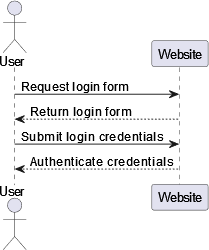 User
Website
Request login form
Return login form
Submit login credentials
Authenticate credentials
User
Website